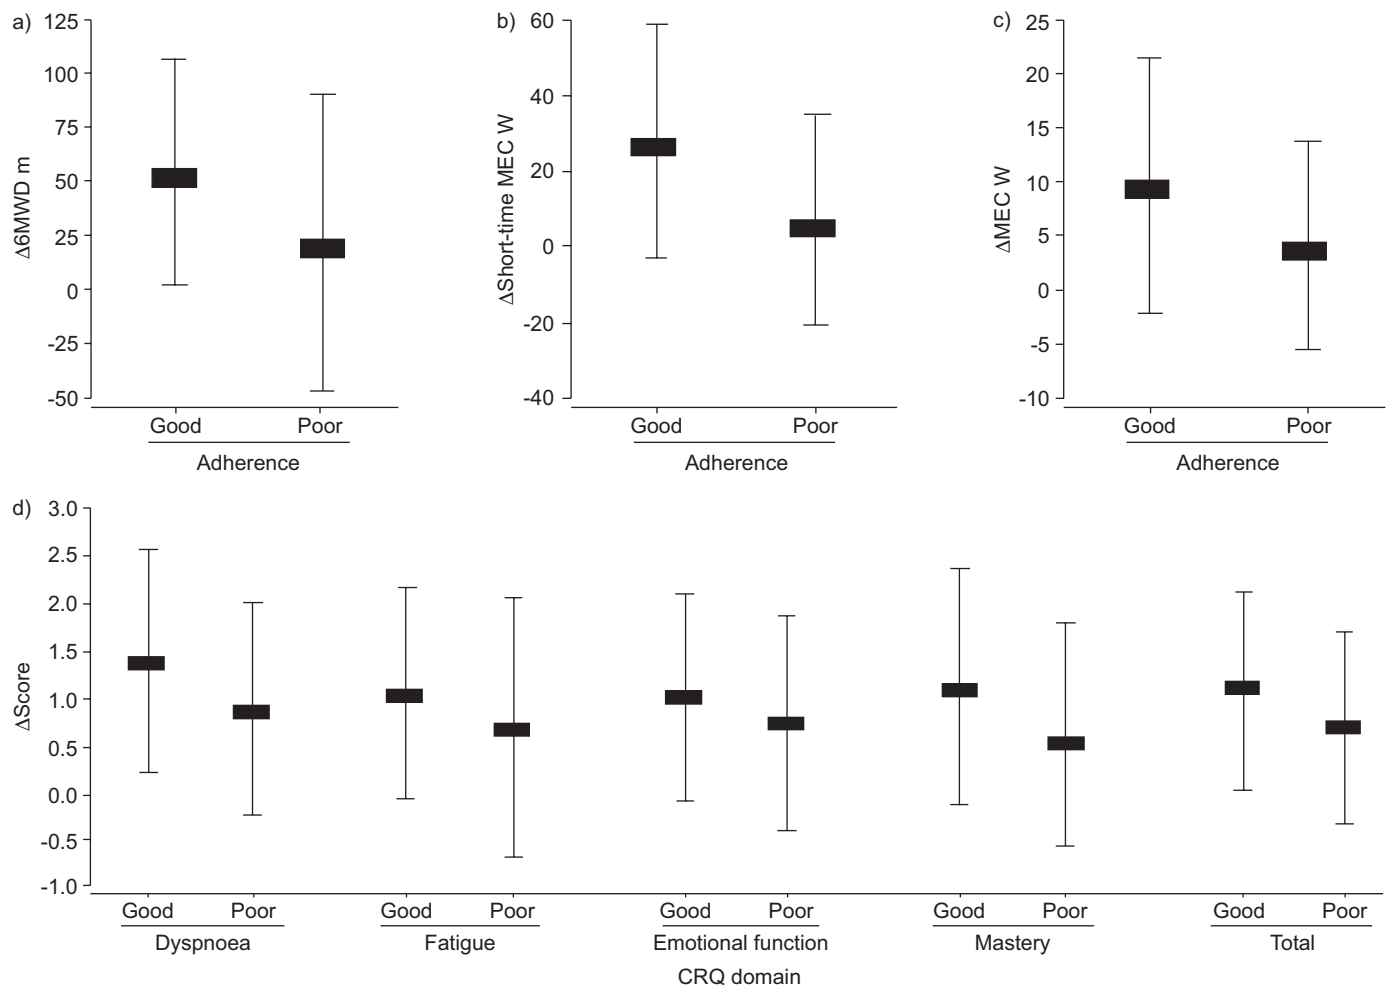 a)
125
100
75
50
25
0
-25
-50
Δ6MWD m
Good Poor
Adherence
b)
60
40
20
0
-20
-40
ΔShort-time MEC W
Good Poor
Adherence
c)
25
20
15
10
5
0
-5
-10
ΔMEC W
Good Poor
Adherence
d)
3.0
2.5
2.0
1.5
1.0
0.5
0.0
-0.5
-1.0
ΔScore
Good Poor Good Poor Good Poor Good Poor Good Poor
Dyspnoea Fatigue Emotional function Mastery Total
CRQ domain